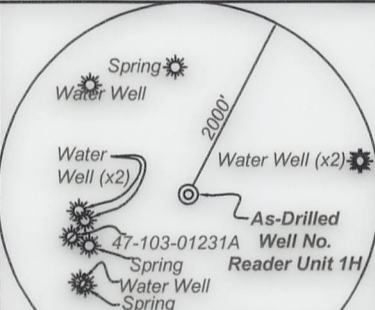 Spring
Water Well
2000'
Water
Well (x2)
Water Well (x2)
As-Drilled
47-103-01231A
Well No.
Spring
Reader Unit 1H
Water Well
Spring